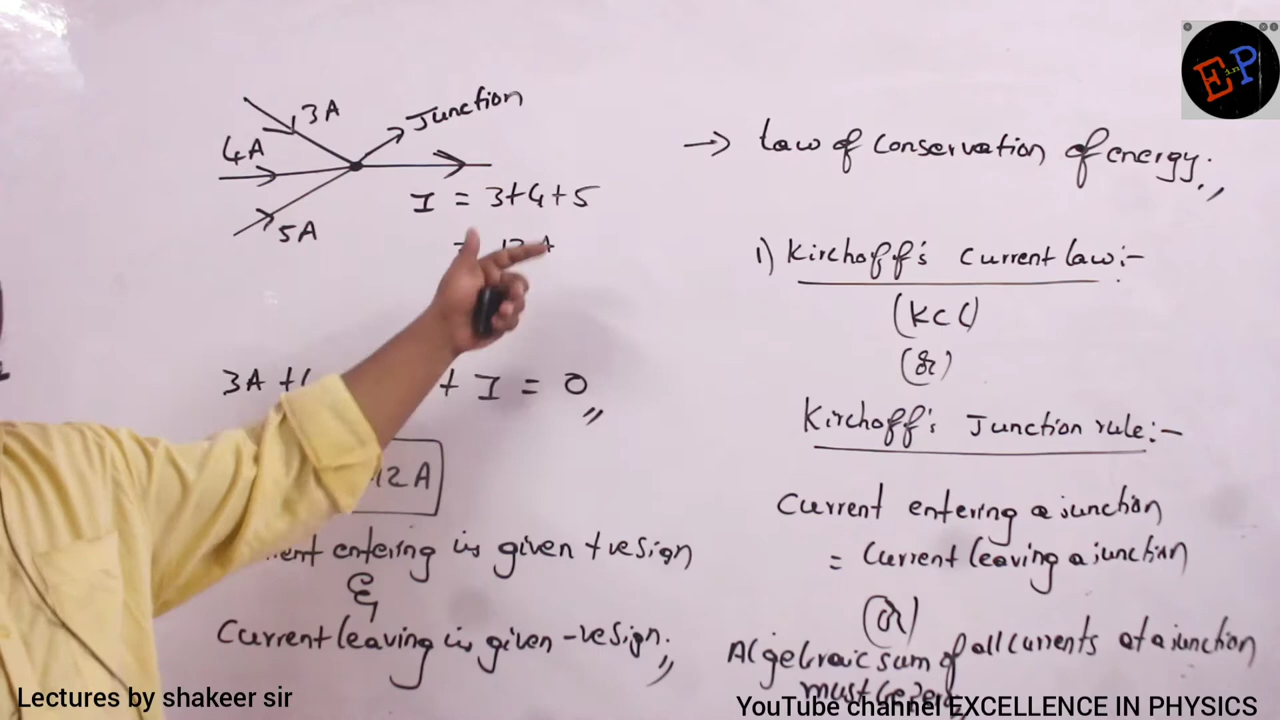 3A
Junction
4A
5A
I = 3+4+5
3A + + I = 0,,
12A
entering is given +ve sign
&
Current leaving is given -ve sign.,,
→ Law of Conservation of energy.,,
1) Kirchoff's Current law:-
(KCL)
(or)
Kirchoff's Junction rule:-
Current entering a junction
= Current leaving a junction
(or)
Algebraic sum of all currents at a junction
must be
E in P
Lectures by shakeer sir
YouTube channel EXCELLENCE IN PHYSICS